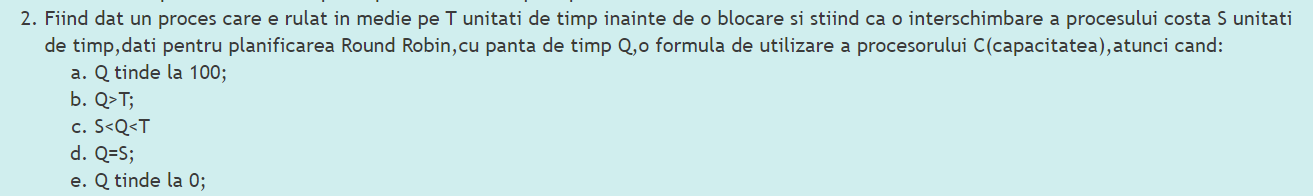 2. Fiind dat un proces care e rulat in medie pe T unitati de timp inainte de o blocare si stiind ca o interschimbare a procesului costa S unitati
de timp,dati pentru planificarea Round Robin,cu panta de timp Q,o formula de utilizare a procesorului C(capacitatea),atunci cand:
a. Q tinde la 100;
b. Q>T;
c. S<Q<T
d. Q=S;
e. Q tinde la 0;